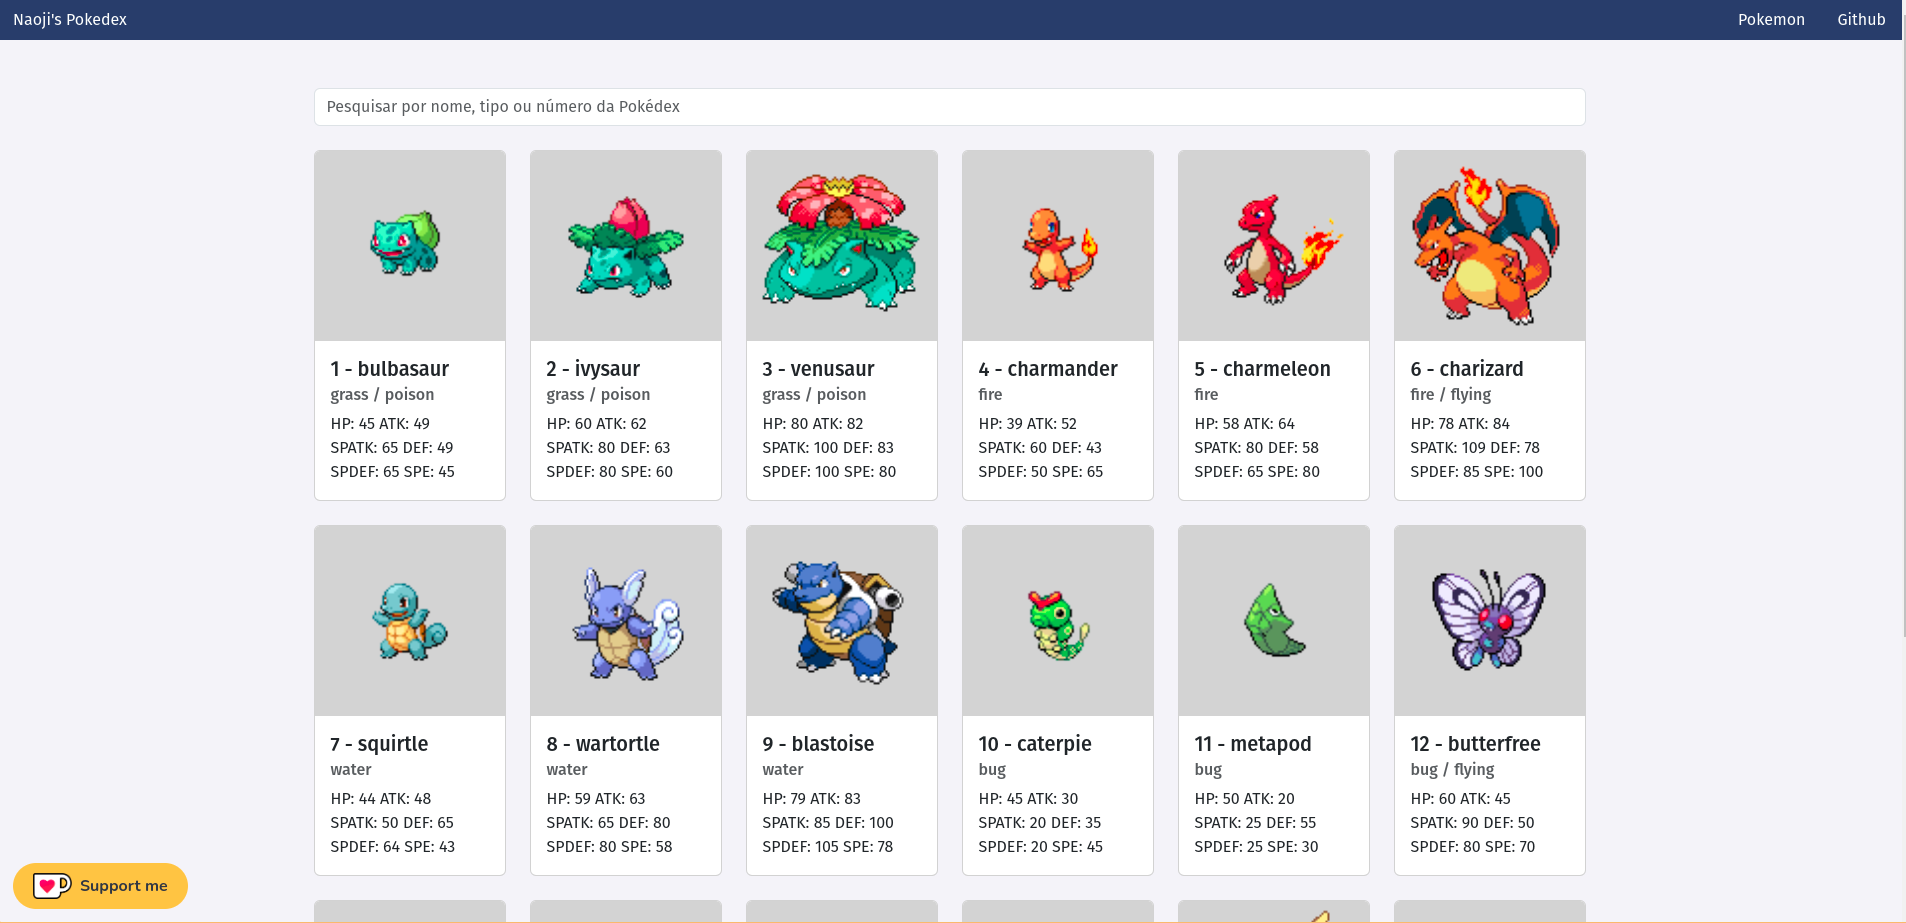 Naoji's Pokedex
Pokemon
Github
Pesquisar por nome, tipo ou número da Pokédex
1 - bulbasaur
grass / poison
HP: 45 ATK: 49
SPATK: 65 DEF: 49
SPDEF: 65 SPE: 45
2 - ivysaur
grass / poison
HP: 60 ATK: 62
SPATK: 80 DEF: 63
SPDEF: 80 SPE: 60
3 - venusaur
grass / poison
HP: 80 ATK: 82
SPATK: 100 DEF: 83
SPDEF: 100 SPE: 80
4 - charmander
fire
HP: 39 ATK: 52
SPATK: 60 DEF: 43
SPDEF: 50 SPE: 65
5 - charmeleon
fire
HP: 58 ATK: 64
SPATK: 80 DEF: 58
SPDEF: 65 SPE: 80
6 - charizard
fire / flying
HP: 78 ATK: 84
SPATK: 109 DEF: 78
SPDEF: 85 SPE: 100
7 - squirtle
water
HP: 44 ATK: 48
SPATK: 50 DEF: 65
SPDEF: 64 SPE: 43
8 - wartortle
water
HP: 59 ATK: 63
SPATK: 65 DEF: 80
SPDEF: 80 SPE: 58
9 - blastoise
water
HP: 79 ATK: 83
SPATK: 85 DEF: 100
SPDEF: 105 SPE: 78
10 - caterpie
bug
HP: 45 ATK: 30
SPATK: 20 DEF: 35
SPDEF: 20 SPE: 45
11 - metapod
bug
HP: 50 ATK: 20
SPATK: 25 DEF: 55
SPDEF: 25 SPE: 30
12 - butterfree
bug / flying
HP: 60 ATK: 45
SPATK: 90 DEF: 50
SPDEF: 80 SPE: 70
Support me